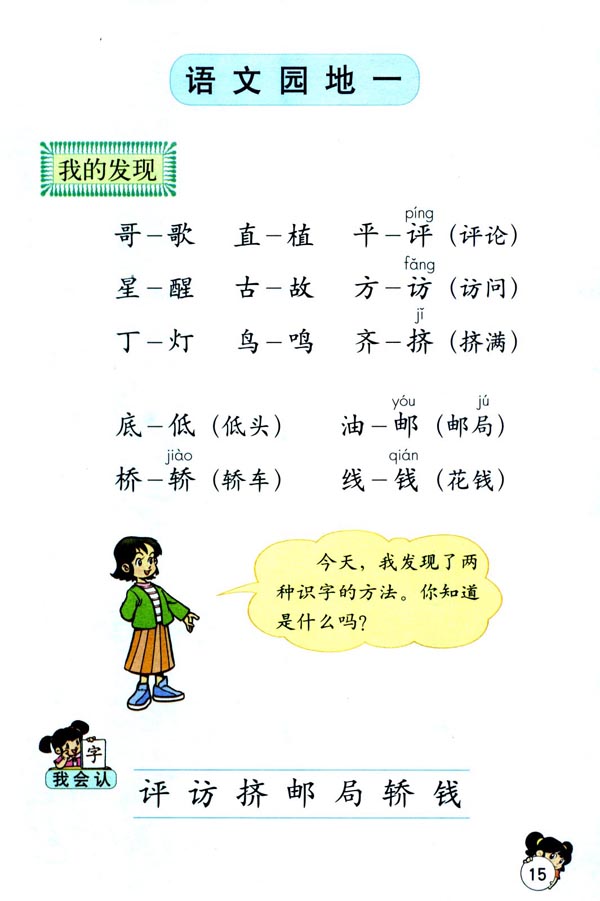 语文园地一
我的发现
píng
哥－歌 直－植 平－评（评论）
fǎng
星－醒 古－故 方－访（访问）
jǐ
丁－灯 鸟－鸣 齐－挤（挤满）
yóu jú
底－低（低头） 油－邮（邮局）
jiào qián
桥－轿（轿车） 线－钱（花钱）
今天，我发现了两
种识字的方法。你知道
是什么吗？
字
我会认
评 访 挤 邮 局 轿 钱
15